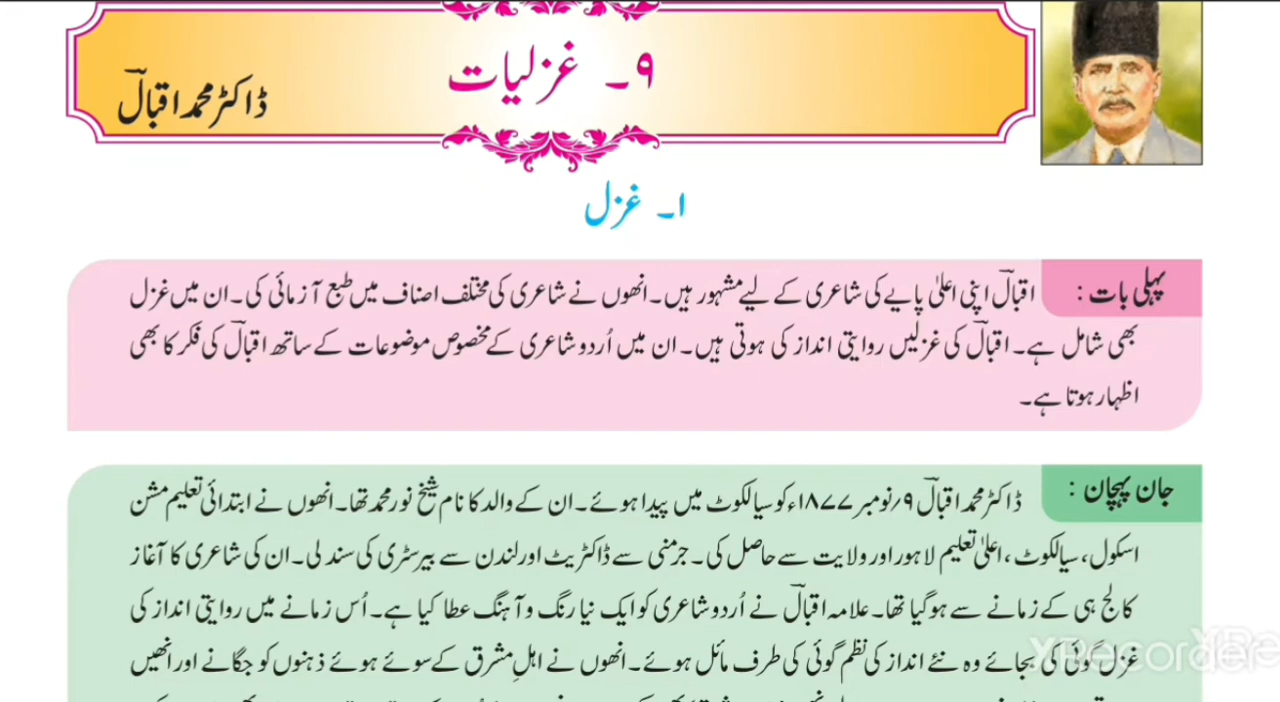 ۹۔ غزلیات
ڈاکٹر محمد اقبالؔ
۱۔ غزل
پہلی بات : اقبالؔ اپنی اعلیٰ پایے کی شاعری کے لیے مشہور ہیں۔ انھوں نے شاعری کی مختلف اصناف میں طبع آزمائی کی۔ ان میں غزل
بھی شامل ہے۔ اقبالؔ کی غزلیں روایتی انداز کی ہوتی ہیں۔ ان میں اُردو شاعری کے مخصوص موضوعات کے ساتھ اقبالؔ کی فکر کا بھی
اظہار ہوتا ہے۔
جان پہچان : ڈاکٹر محمد اقبالؔ ۹؍ نومبر ۱۸۷۷ء کو سیالکوٹ میں پیدا ہوئے۔ ان کے والد کا نام شیخ نور محمد تھا۔ انھوں نے ابتدائی تعلیم مشن
اسکول، سیالکوٹ، اعلیٰ تعلیم لاہور اور ولایت سے حاصل کی۔ جرمنی سے ڈاکٹریٹ اور لندن سے بیرسٹری کی سند لی۔ ان کی شاعری کا آغاز
کالج ہی کے زمانے سے ہوگیا تھا۔ علامہ اقبالؔ نے اُردو شاعری کو ایک نیا رنگ و آہنگ عطا کیا ہے۔ اُس زمانے میں روایتی انداز کی
غزل گوئی کی بجائے وہ نئے انداز کی نظم گوئی کی طرف مائل ہوئے۔ انھوں نے اہلِ مشرق کے سوئے ہوئے ذہنوں کو جگانے اور انھیں
XRecorder